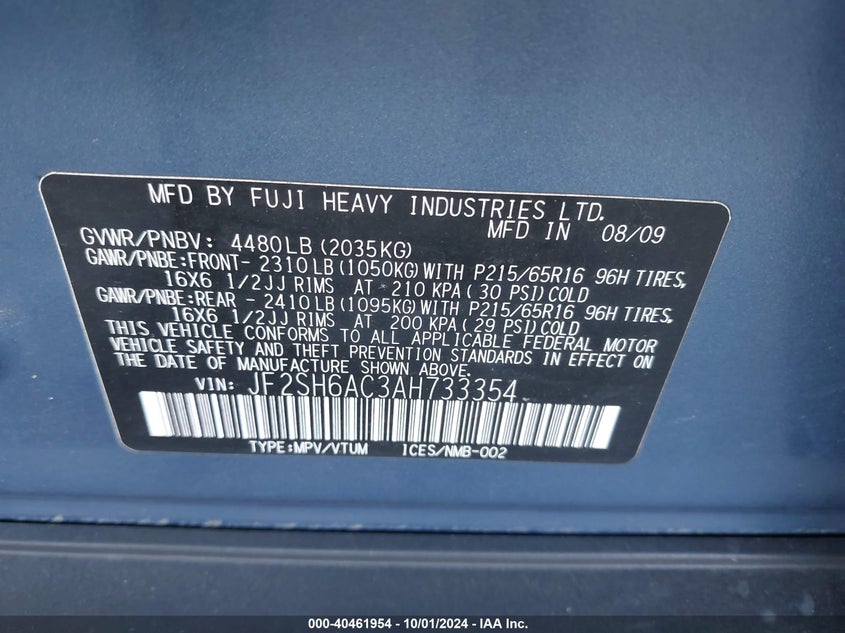 MFD BY FUJI HEAVY INDUSTRIES LTD.
MFD IN 08/09
GVWR/PNBV: 4480LB (2035KG)
GAWR/PNBE:FRONT- 2310LB (1050KG) WITH P215/65R16 96H TIRES,
16X6 1/2JJ RIMS AT 210 KPA ( 30 PSI) COLD
GAWR/PNBE:REAR - 2410LB (1095KG) WITH P215/65R16 96H TIRES,
16X6 1/2JJ RIMS AT 200 KPA ( 29 PSI) COLD
THIS VEHICLE CONFORMS TO ALL APPLICABLE FEDERAL MOTOR
VEHICLE SAFETY AND THEFT PREVENTION STANDARDS IN EFFECT ON
THE DATE OF MANUFACTURE SHOWN ABOVE.
VIN: JF2SH6AC3AH733354
TYPE:MPV/VTUM ICES/NMB-002
000-40461954 - 10/01/2024 - IAA Inc.